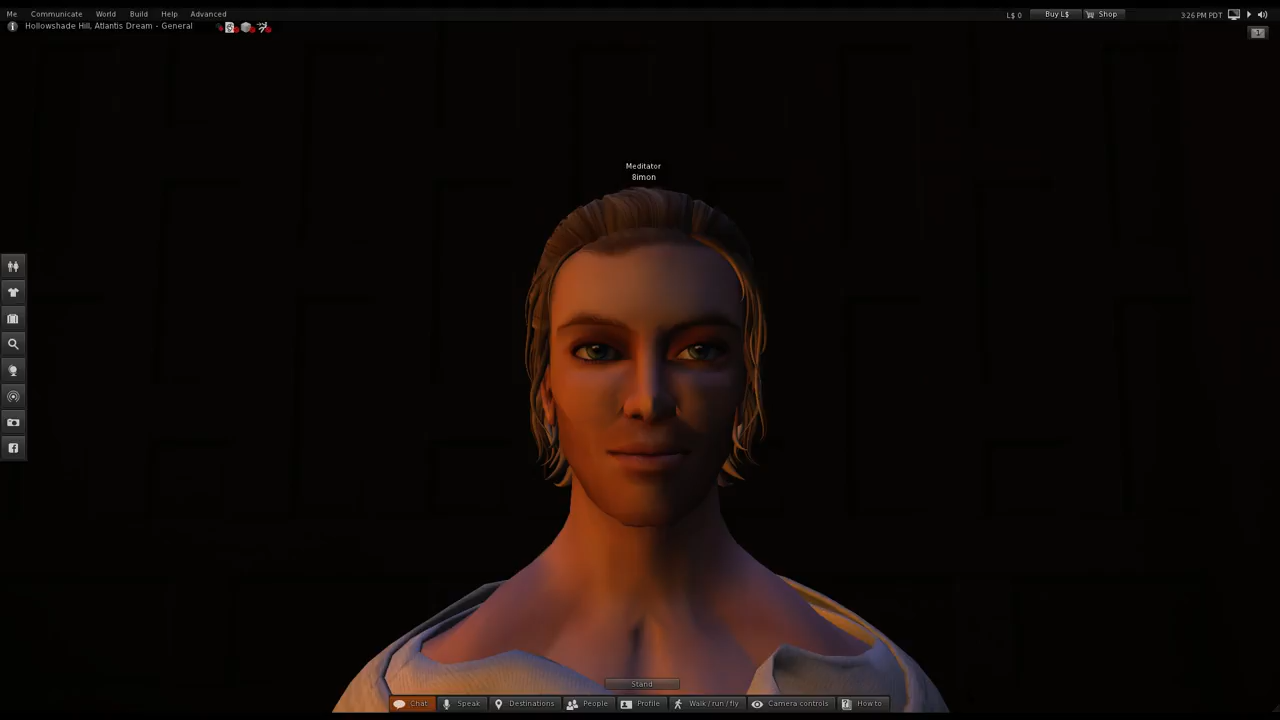 Me Communicate World Build Help Advanced L$ 0 Buy L$ Shop 3:26 PM PDT
Hollowshade Hill, Atlantis Dream - General
1
Meditator
8imon
Stand
Chat Speak Destinations People Profile Walk / run / fly Camera controls How to